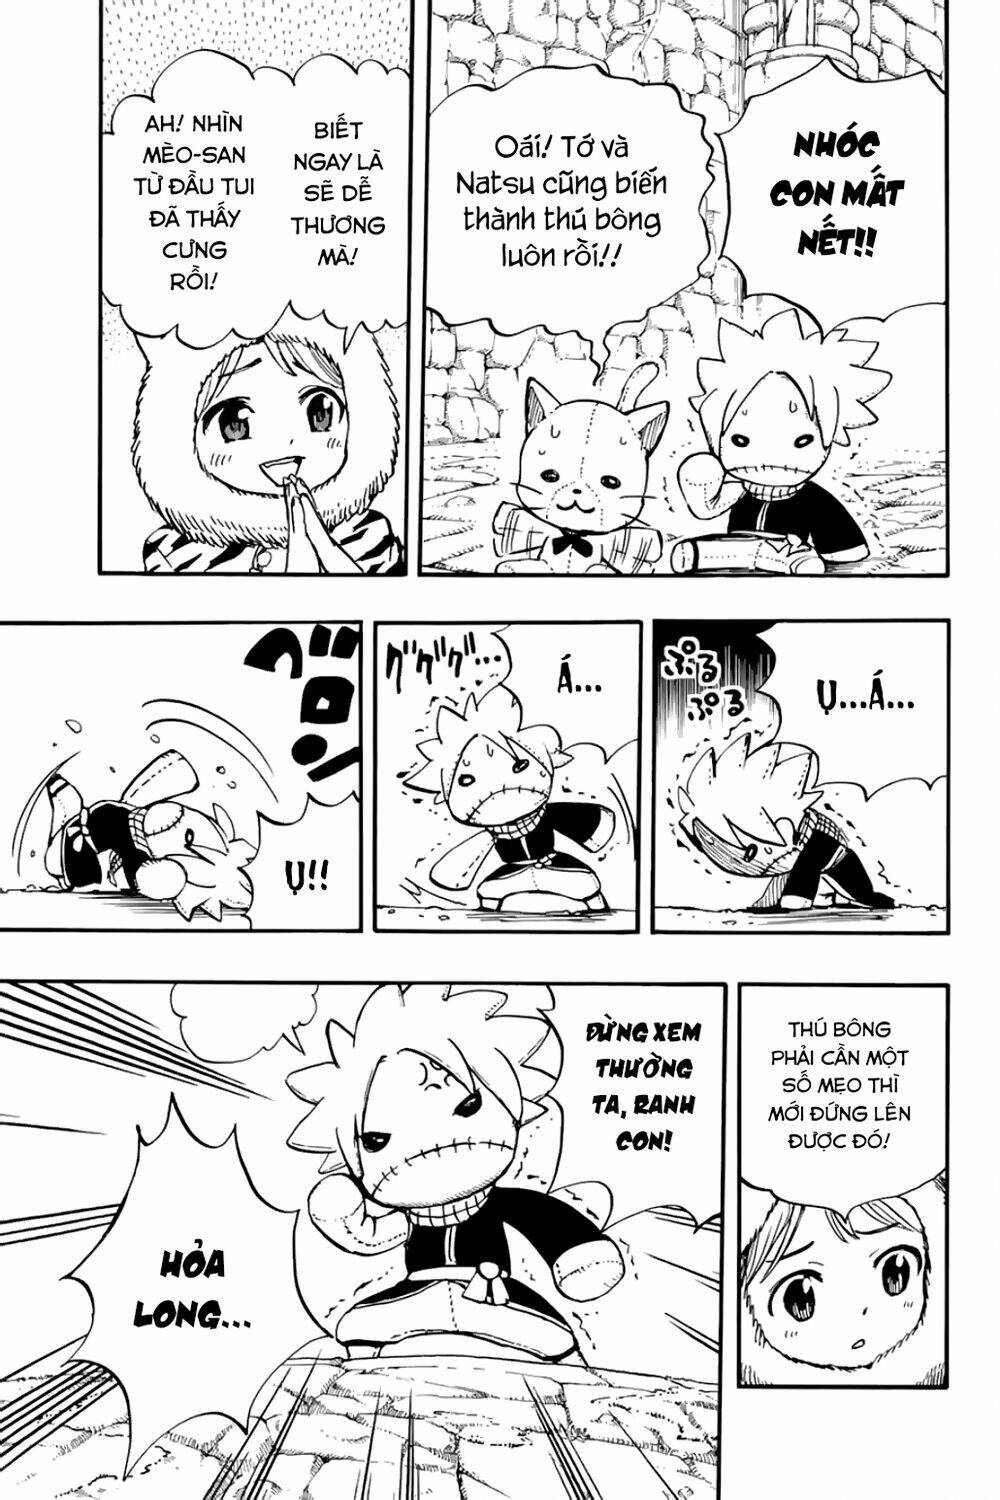 NHÓC
CON MẤT
NẾT!!
Oái! Tớ và
Natsu cũng biến
thành thú bông
luôn rồi!!
BIẾT
NGAY LÀ
SẼ DỄ
THƯƠNG
MÀ!
AH! NHÌN
MÈO-SAN
TỪ ĐẦU TUI
ĐÃ THẤY
CƯNG
RỒI!
Ụ...Á...
ぷるぷる
Á...
グググ...
Ụ!!
ゴロン
THÚ BÔNG
PHẢI CẦN MỘT
SỐ MẸO THÌ
MỚI ĐỨNG LÊN
ĐƯỢC ĐÓ!
ĐỪNG XEM
THƯỜNG
TA, RANH
CON!
HỎA
LONG...